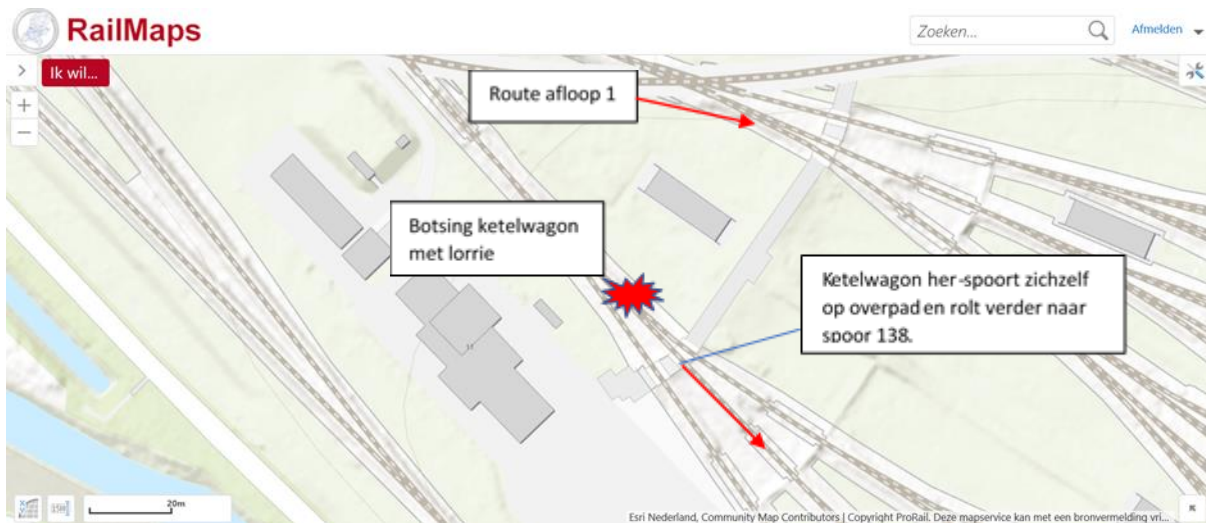 RailMaps
Zoeken...
Afmelden
Ik wil...
Route afloop 1
Botsing ketelwagon
met lorrie
Ketelwagon her-spoort zichzelf
op overpad en rolt verder naar
spoor 138.
20m
Esri Nederland, Community Map Contributors | Copyright ProRail. Deze mapservice kan met een bronvermelding vri...